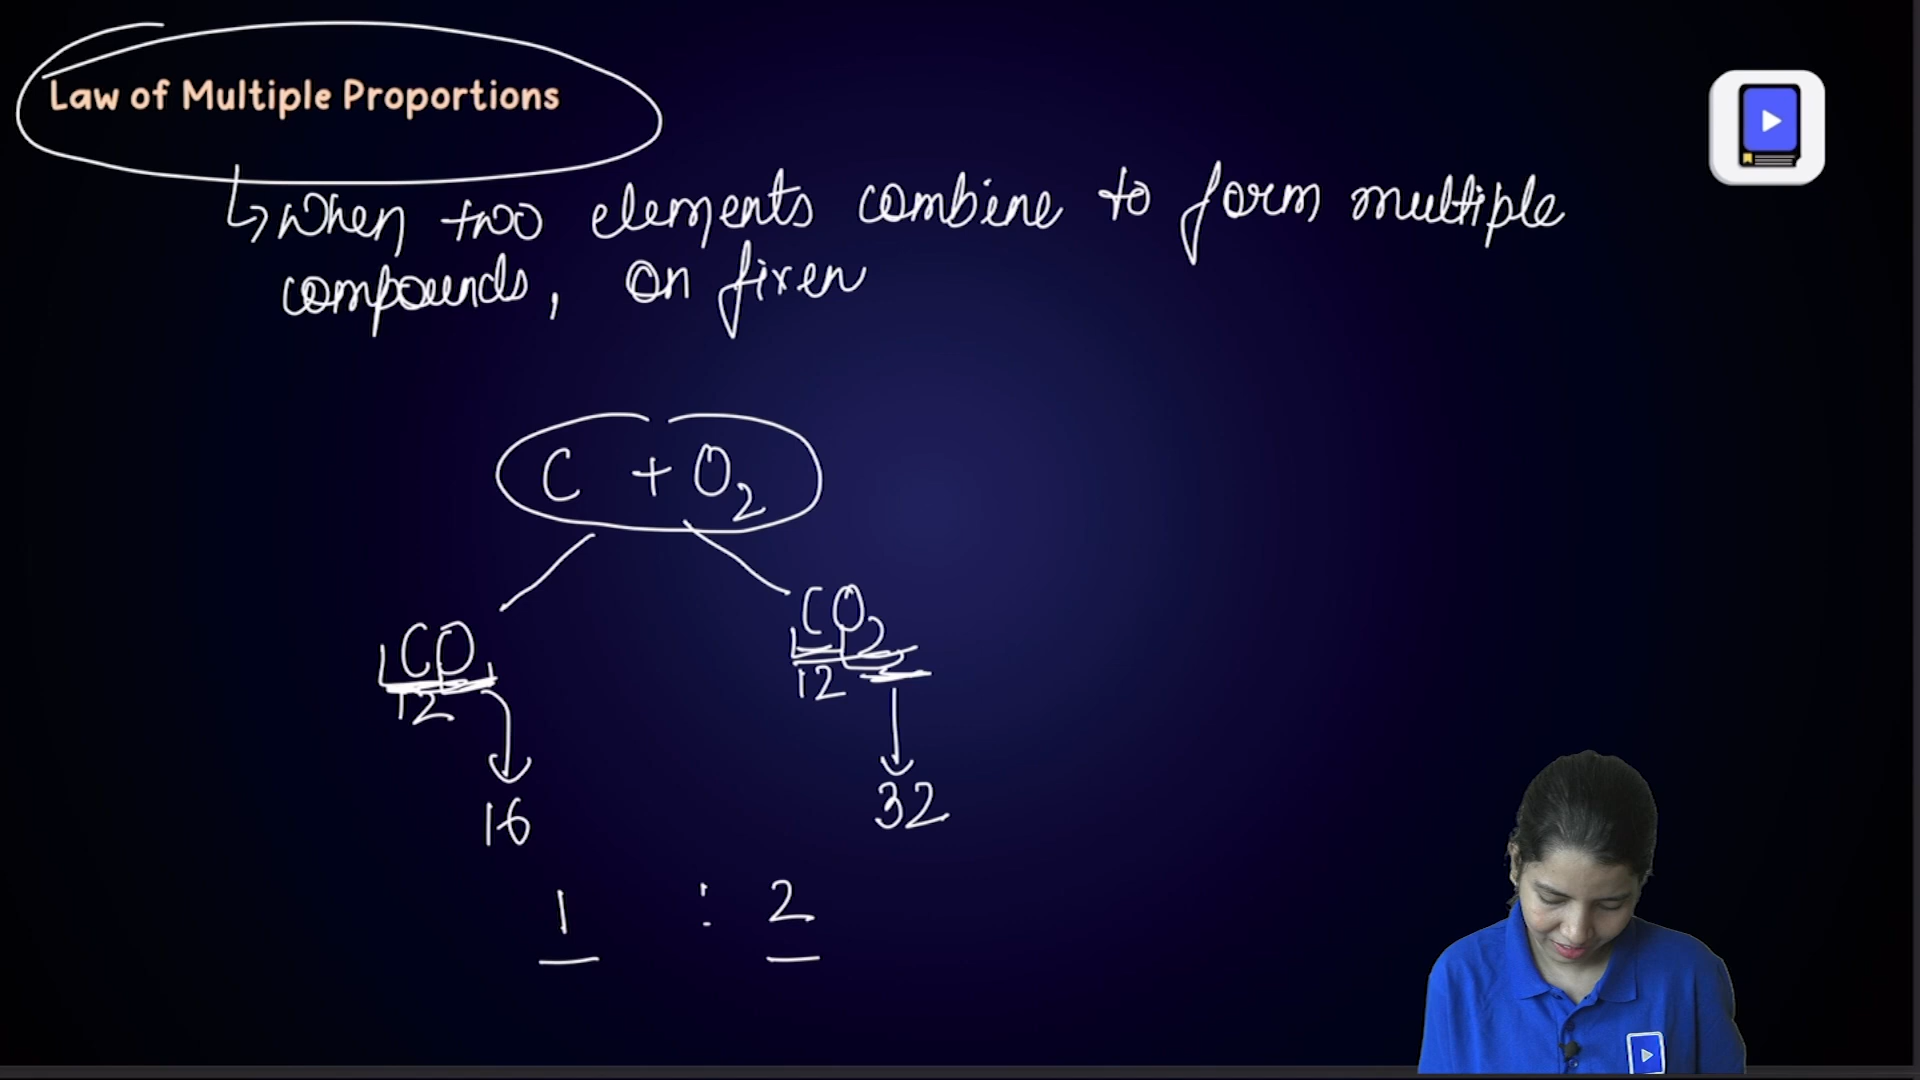 Law of Multiple Proportions
when two elements combine to form multiple
compounds, on fixen
C + O₂
CO
CO₂
12
12
16
32
1 : 2